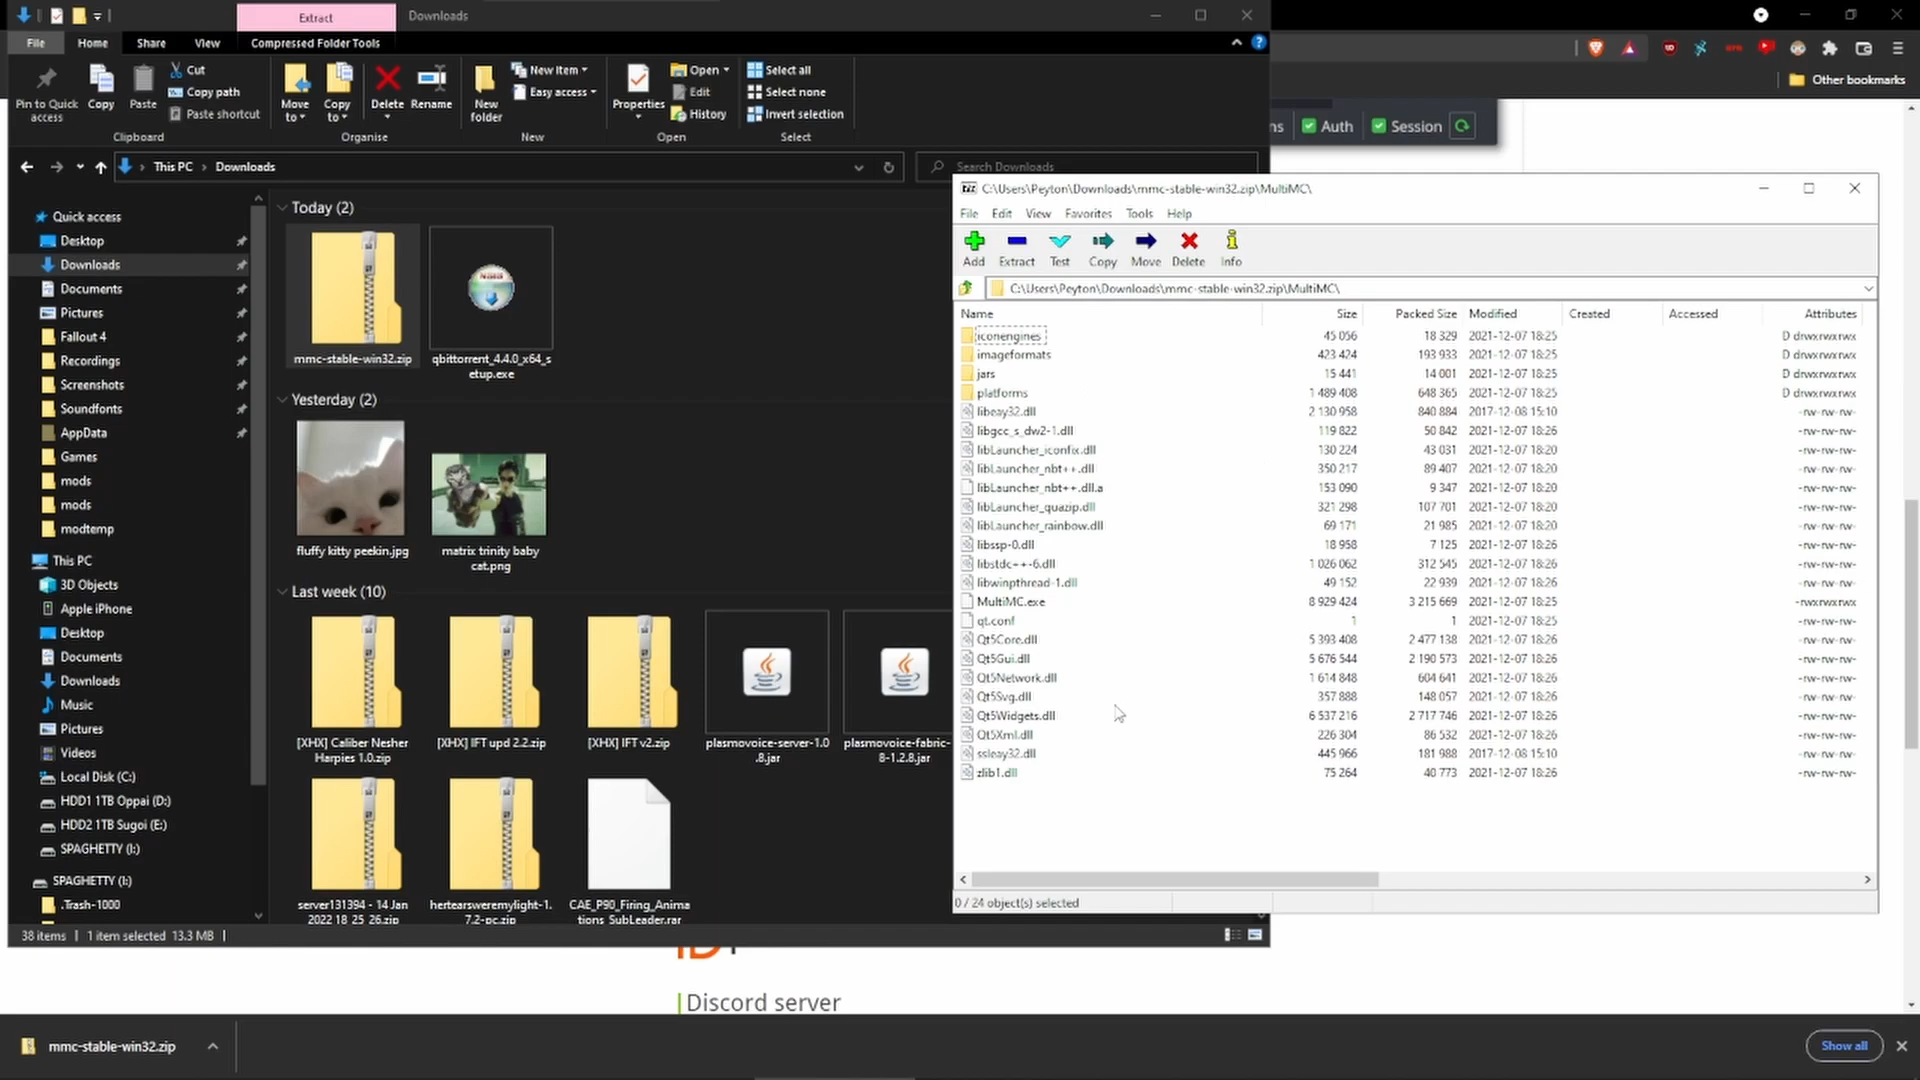 Extract
Downloads
File
Home
Share
View
Compressed Folder Tools
Pin to Quick access
Copy
Paste
Cut
Copy path
Paste shortcut
Clipboard
Move to
Copy to
Delete
Rename
Organise
New folder
New item
Easy access
New
Properties
Open
Edit
History
Open
Select all
Select none
Invert selection
Select
This PC
Downloads
Search Downloads
Other bookmarks
ns
Auth
Session
Quick access
Desktop
Downloads
Documents
Pictures
Fallout 4
Recordings
Screenshots
Soundfonts
AppData
Games
mods
mods
modtemp
This PC
3D Objects
Apple iPhone
Desktop
Documents
Downloads
Music
Pictures
Videos
Local Disk (C:)
HDD1 1TB Oppai (D:)
HDD2 1TB Sugoi (E:)
SPAGHETTY (I:)
SPAGHETTY (I:)
.Trash-1000
Today (2)
mmc-stable-win32.zip
qbittorrent_4.4.0_x64_s
etup.exe
Yesterday (2)
fluffy kitty peekin.jpg
matrix trinity baby
cat.png
Last week (10)
[XHX] Caliber Nesher
Harpies 1.0.zip
[XHX] IFT upd 2.2.zip
[XHX] IFT v2.zip
plasmovoice-server-1.0
.8.jar
plasmovoice-fabric-
8-1.2.8.jar
server131394 - 14 Jan
2022 18_25_26.zip
hertearsweremylight-1.
7.2-pc.zip
CAE_P90_Firing_Anima
tions SubLeader.rar
38 items
1 item selected 13.3 MB
C:\Users\Peyton\Downloads\mmc-stable-win32.zip\MultiMC\
File Edit View Favorites Tools Help
Add Extract Test Copy Move Delete Info
C:\Users\Peyton\Downloads\mmc-stable-win32.zip\MultiMC\
Name Size Packed Size Modified Created Accessed Attributes
iconengines 45 056 18 329 2021-12-07 18:25 D drwxrwxrwx
imageformats 423 424 193 933 2021-12-07 18:25 D drwxrwxrwx
jars 15 441 14 001 2021-12-07 18:25 D drwxrwxrwx
platforms 1 489 408 648 365 2021-12-07 18:25 D drwxrwxrwx
libeay32.dll 2 130 958 840 884 2017-12-08 15:10 -rw-rw-rw-
libgcc_s_dw2-1.dll 119 822 50 842 2021-12-07 18:26 -rw-rw-rw-
libLauncher_iconfix.dll 130 224 43 031 2021-12-07 18:20 -rw-rw-rw-
libLauncher_nbt++.dll 350 217 89 407 2021-12-07 18:20 -rw-rw-rw-
libLauncher_nbt++.dll.a 153 090 9 347 2021-12-07 18:20 -rw-rw-rw-
libLauncher_quazip.dll 321 298 107 701 2021-12-07 18:20 -rw-rw-rw-
libLauncher_rainbow.dll 69 171 21 985 2021-12-07 18:20 -rw-rw-rw-
libssp-0.dll 18 958 7 125 2021-12-07 18:26 -rw-rw-rw-
libstdc++-6.dll 1 026 062 312 545 2021-12-07 18:26 -rw-rw-rw-
libwinpthread-1.dll 49 152 22 939 2021-12-07 18:26 -rw-rw-rw-
MultiMC.exe 8 929 424 3 215 669 2021-12-07 18:25 -rwxrwxrwx
qt.conf 1 1 2021-12-07 18:25 -rw-rw-rw-
Qt5Core.dll 5 393 408 2 477 138 2021-12-07 18:26 -rw-rw-rw-
Qt5Gui.dll 5 676 544 2 190 573 2021-12-07 18:26 -rw-rw-rw-
Qt5Network.dll 1 614 848 604 641 2021-12-07 18:26 -rw-rw-rw-
Qt5Svg.dll 357 888 148 057 2021-12-07 18:26 -rw-rw-rw-
Qt5Widgets.dll 6 537 216 2 717 746 2021-12-07 18:26 -rw-rw-rw-
Qt5Xml.dll 226 304 86 532 2021-12-07 18:26 -rw-rw-rw-
ssleay32.dll 445 966 181 988 2017-12-08 15:10 -rw-rw-rw-
zlib1.dll 75 264 40 773 2021-12-07 18:26 -rw-rw-rw-
0 / 24 object(s) selected
Discord server
mmc-stable-win32.zip
Show all